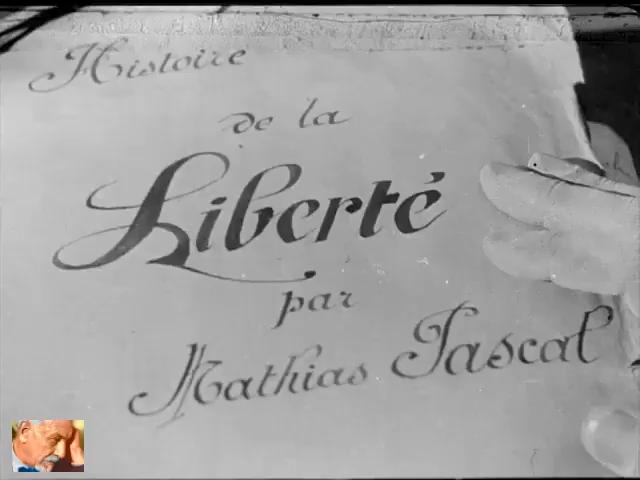 Histoire
de la
Liberté
par
Mathias Pascal